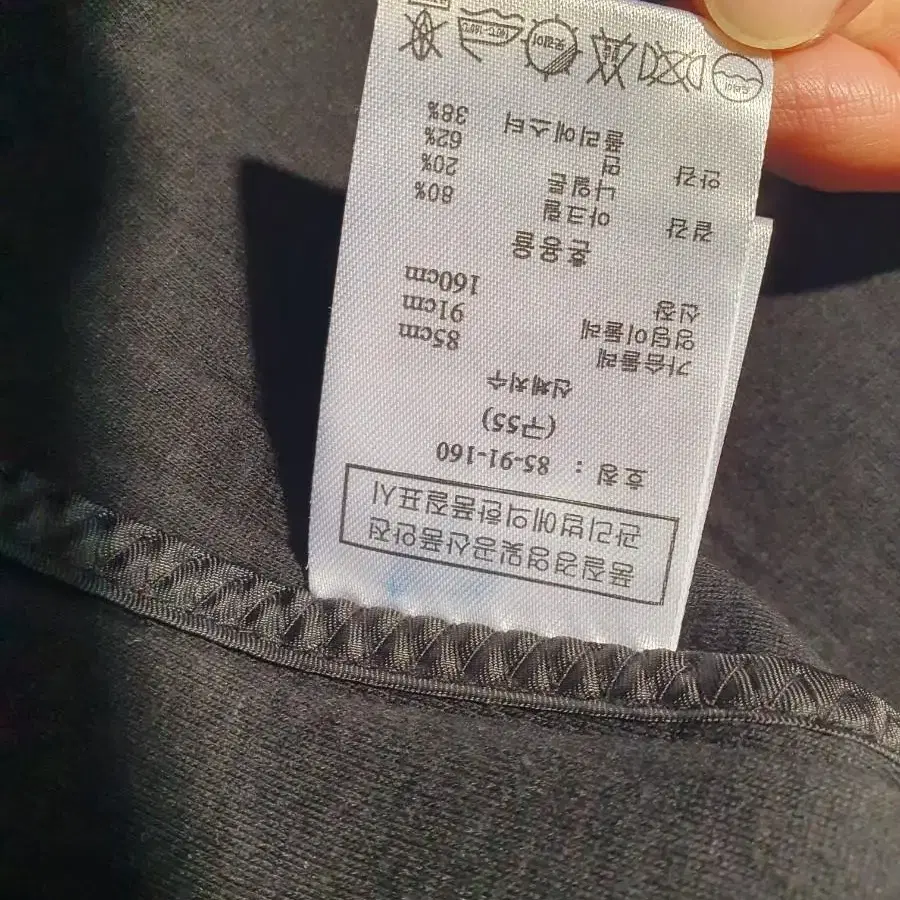 품질경영및공산품안전
관리법에의한품질표시
호칭 : 85-91-160
(구55)
신체치수
가슴둘레 85cm
엉덩이둘레 91cm
신장 160cm
혼용율
겉감 아크릴 80%
나일론 20%
안감 면 62%
폴리에스터 38%